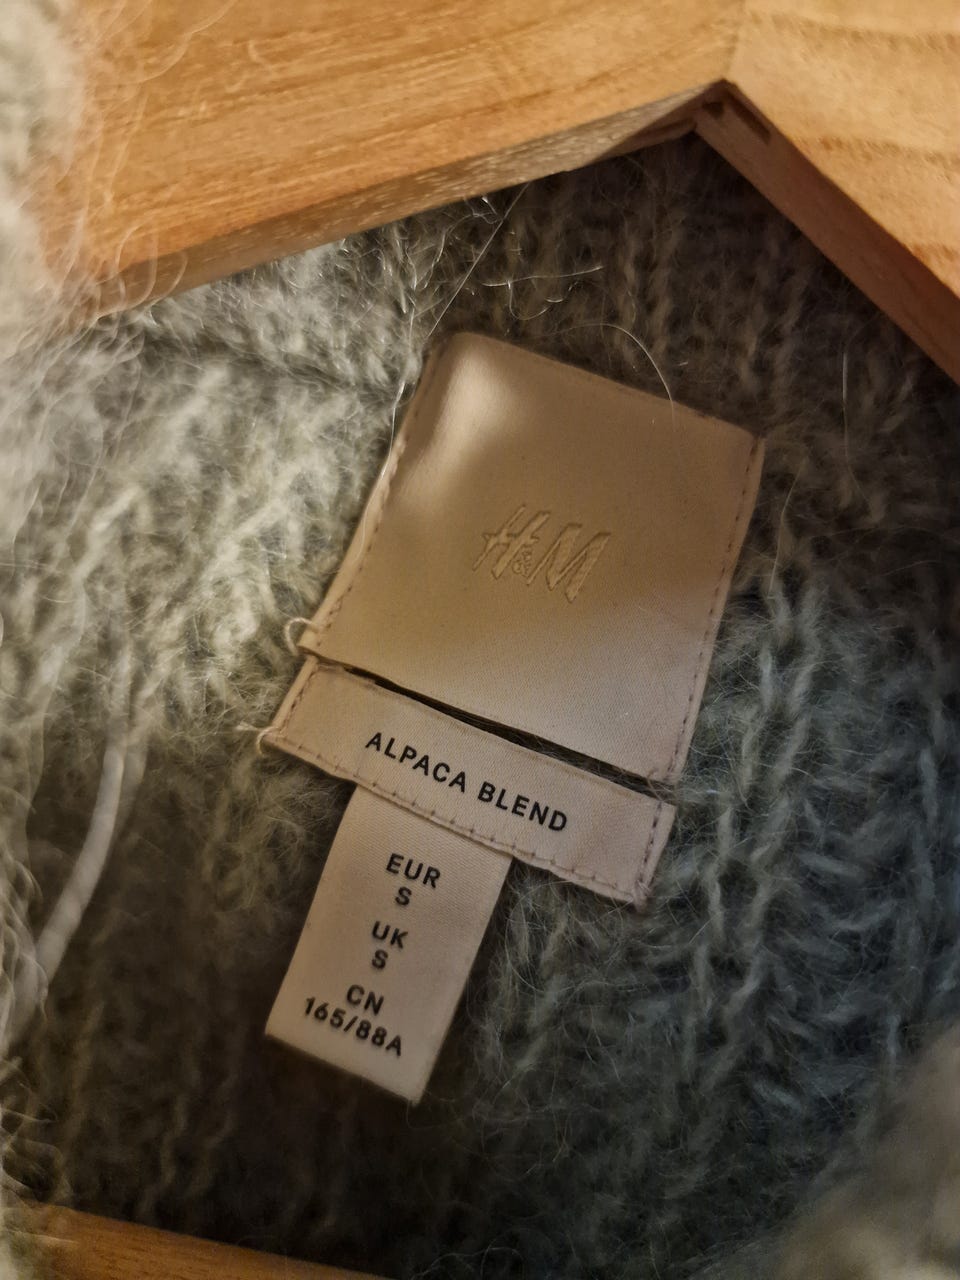 H&M
ALPACA BLEND
EUR
S
UK
S
CN
165/88A